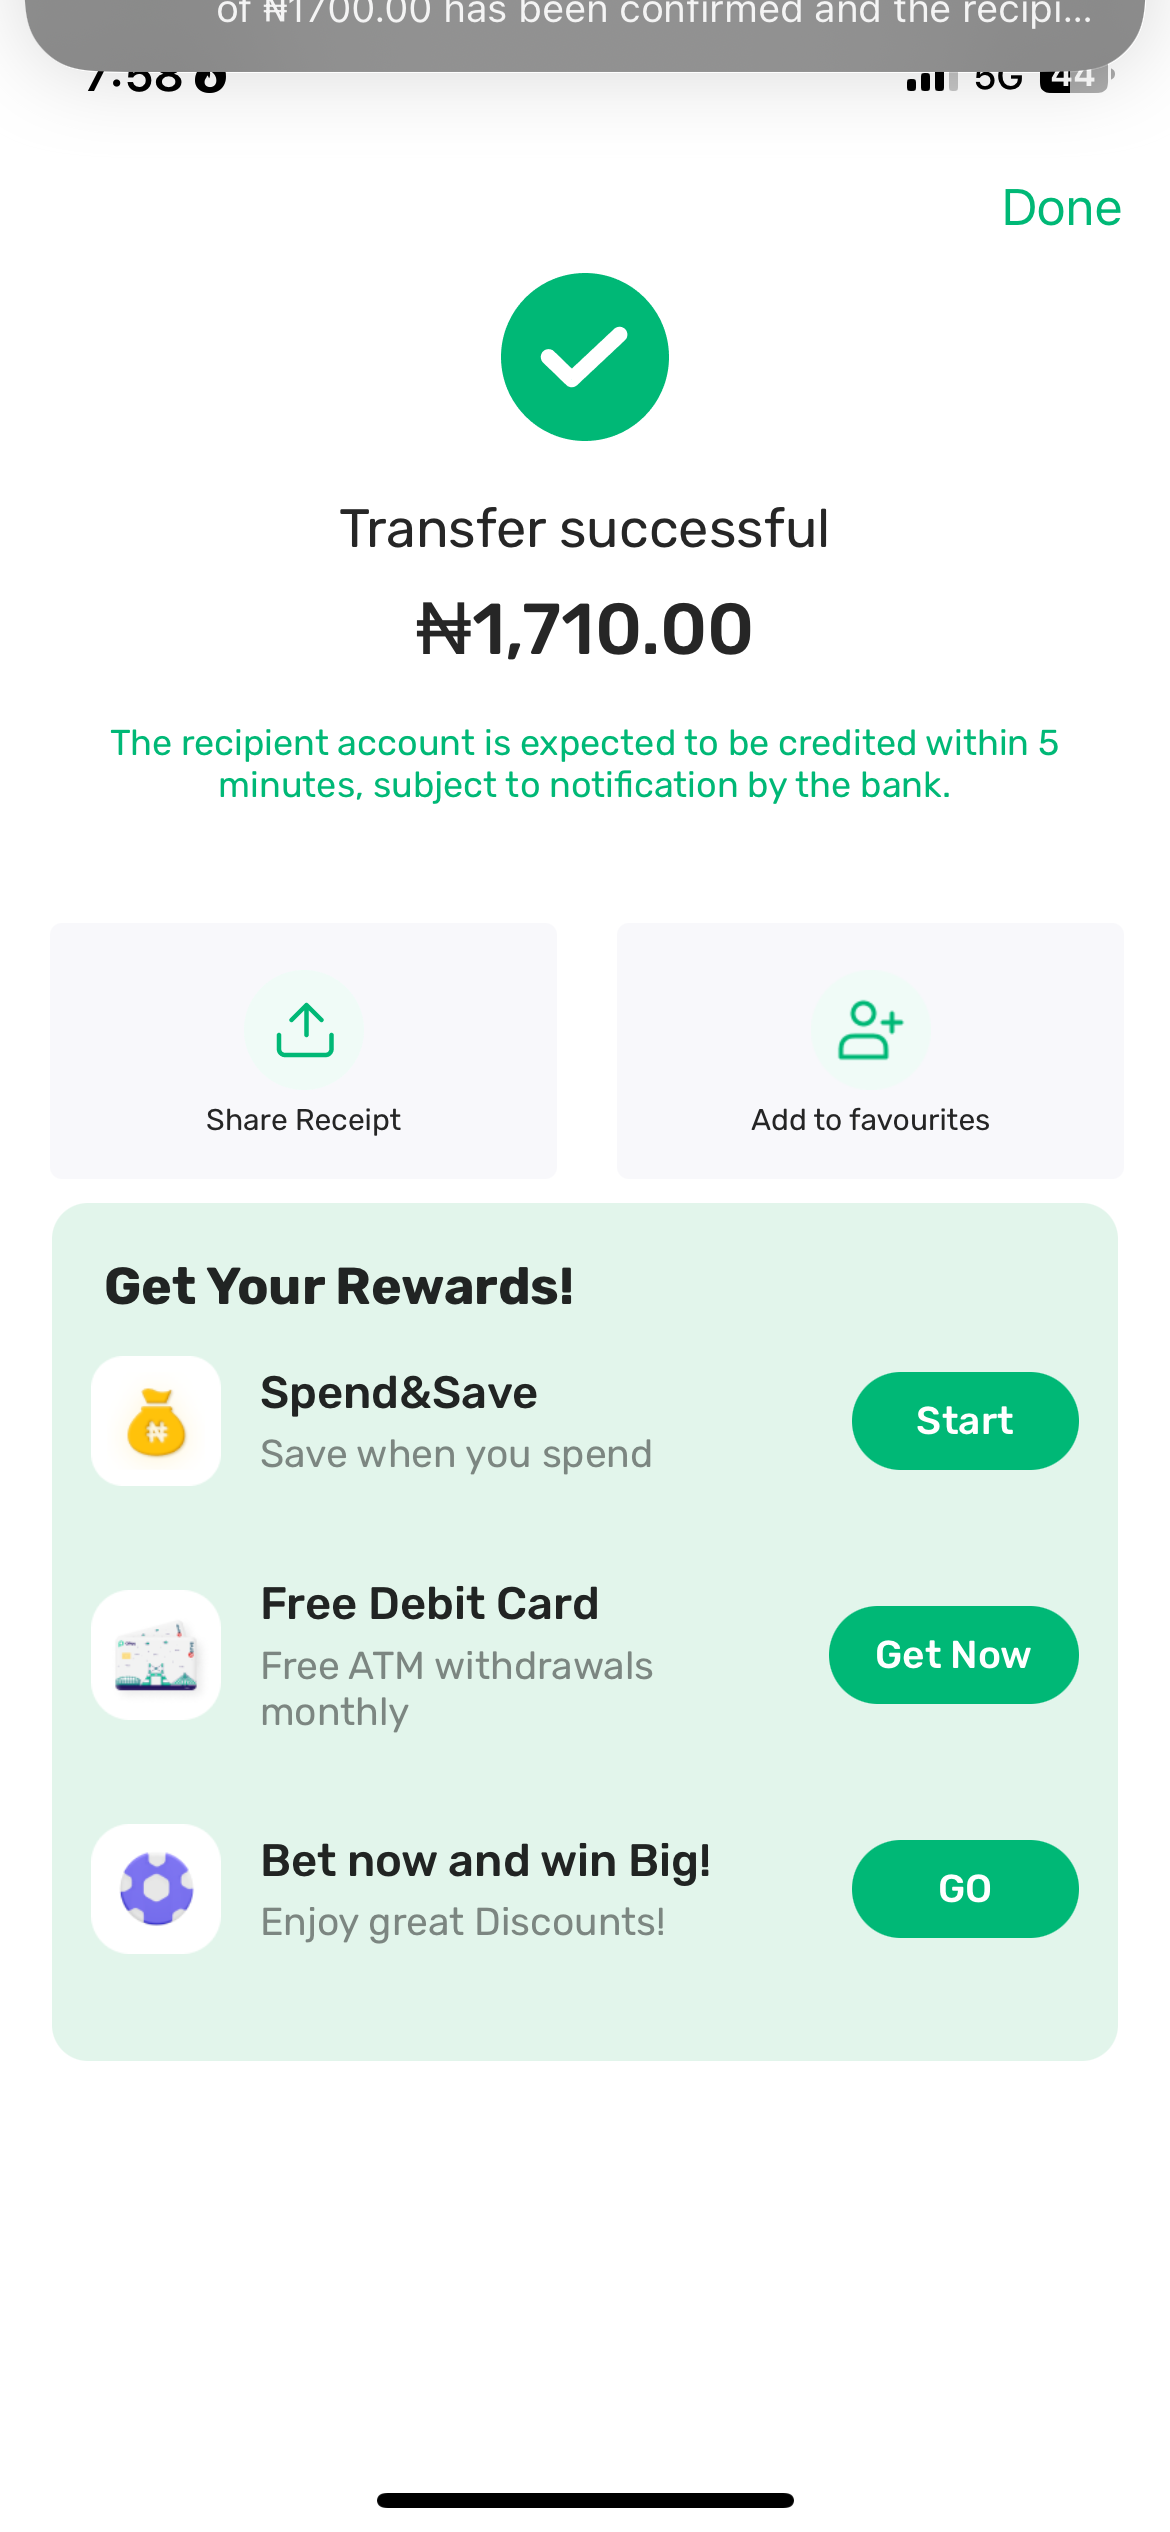 of ₦1700.00 has been confirmed and the recipi...
7:58
5G 44
Done
Transfer successful
₦1,710.00
The recipient account is expected to be credited within 5
minutes, subject to notification by the bank.
Share Receipt
Add to favourites
Get Your Rewards!
Spend&Save
Save when you spend
Start
Free Debit Card
Free ATM withdrawals
monthly
Get Now
Bet now and win Big!
Enjoy great Discounts!
GO